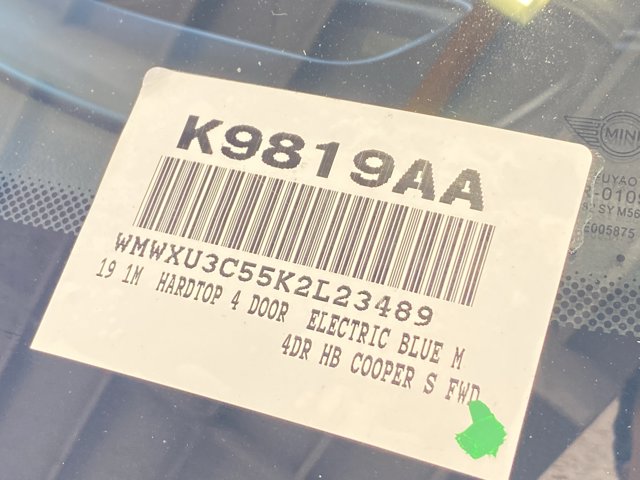 K9819AA
WMWXU3C55K2L23489
19 1M HARDTOP 4 DOOR ELECTRIC BLUE M
4DR HB COOPER S FWD
MINI